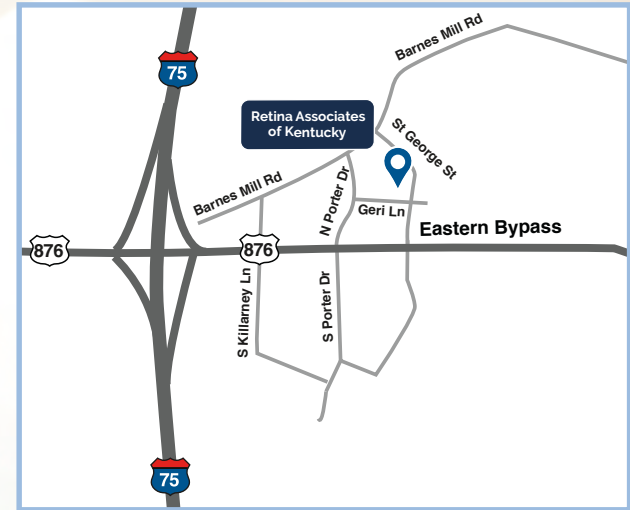 Barnes Mill Rd
75
Retina Associates
of Kentucky
St George St
Barnes Mill Rd
N Porter Dr
Geri Ln
Eastern Bypass
876
876
S Killarney Ln
S Porter Dr
75